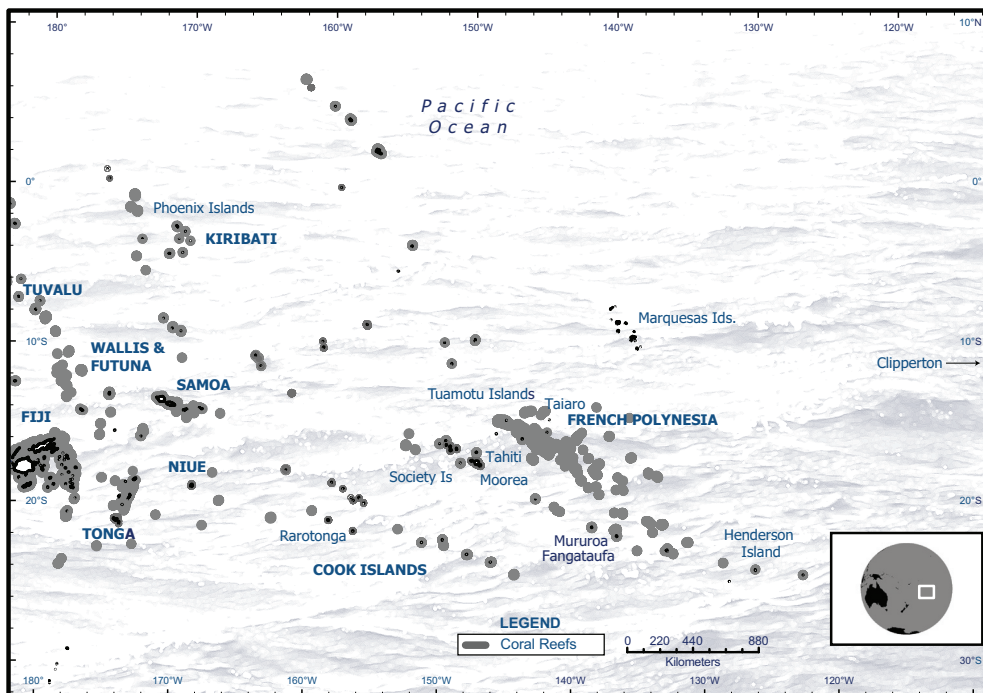 180° 170°W 160°W 150°W 140°W 130°W 120°W 10°N
Pacific
Ocean
0° 0°
Phoenix Islands
KIRIBATI
TUVALU
Marquesas Ids.
10°S 10°S
WALLIS &
FUTUNA
Clipperton
SAMOA
Tuamotu Islands
Taiaro
FIJI
FRENCH POLYNESIA
Tahiti
NIUE
Society Is
Moorea
20°S 20°S
TONGA
Rarotonga
Mururoa
Fangataufa
Henderson
Island
COOK ISLANDS
LEGEND
Coral Reefs
0 220 440 880
Kilometers
30°S
180° 170°W 160°W 150°W 140°W 130°W 120°W